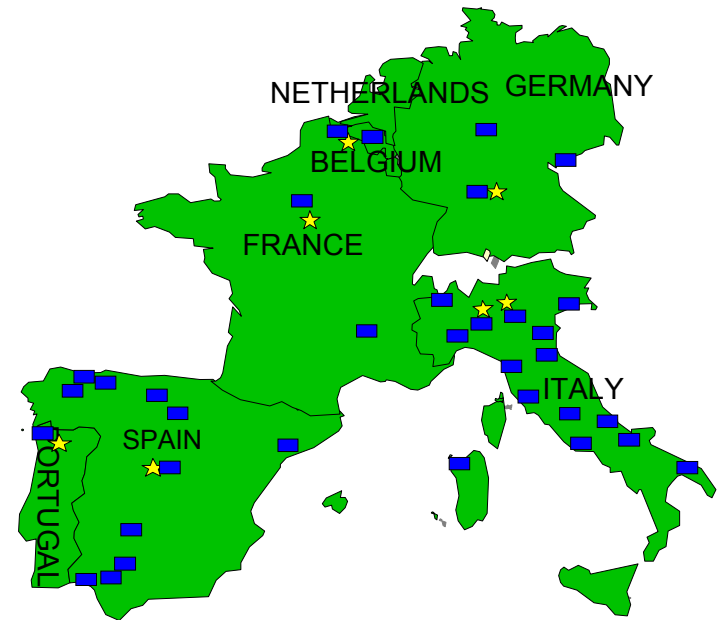 NETHERLANDS
GERMANY
BELGIUM
FRANCE
ITALY
SPAIN
PORTUGAL